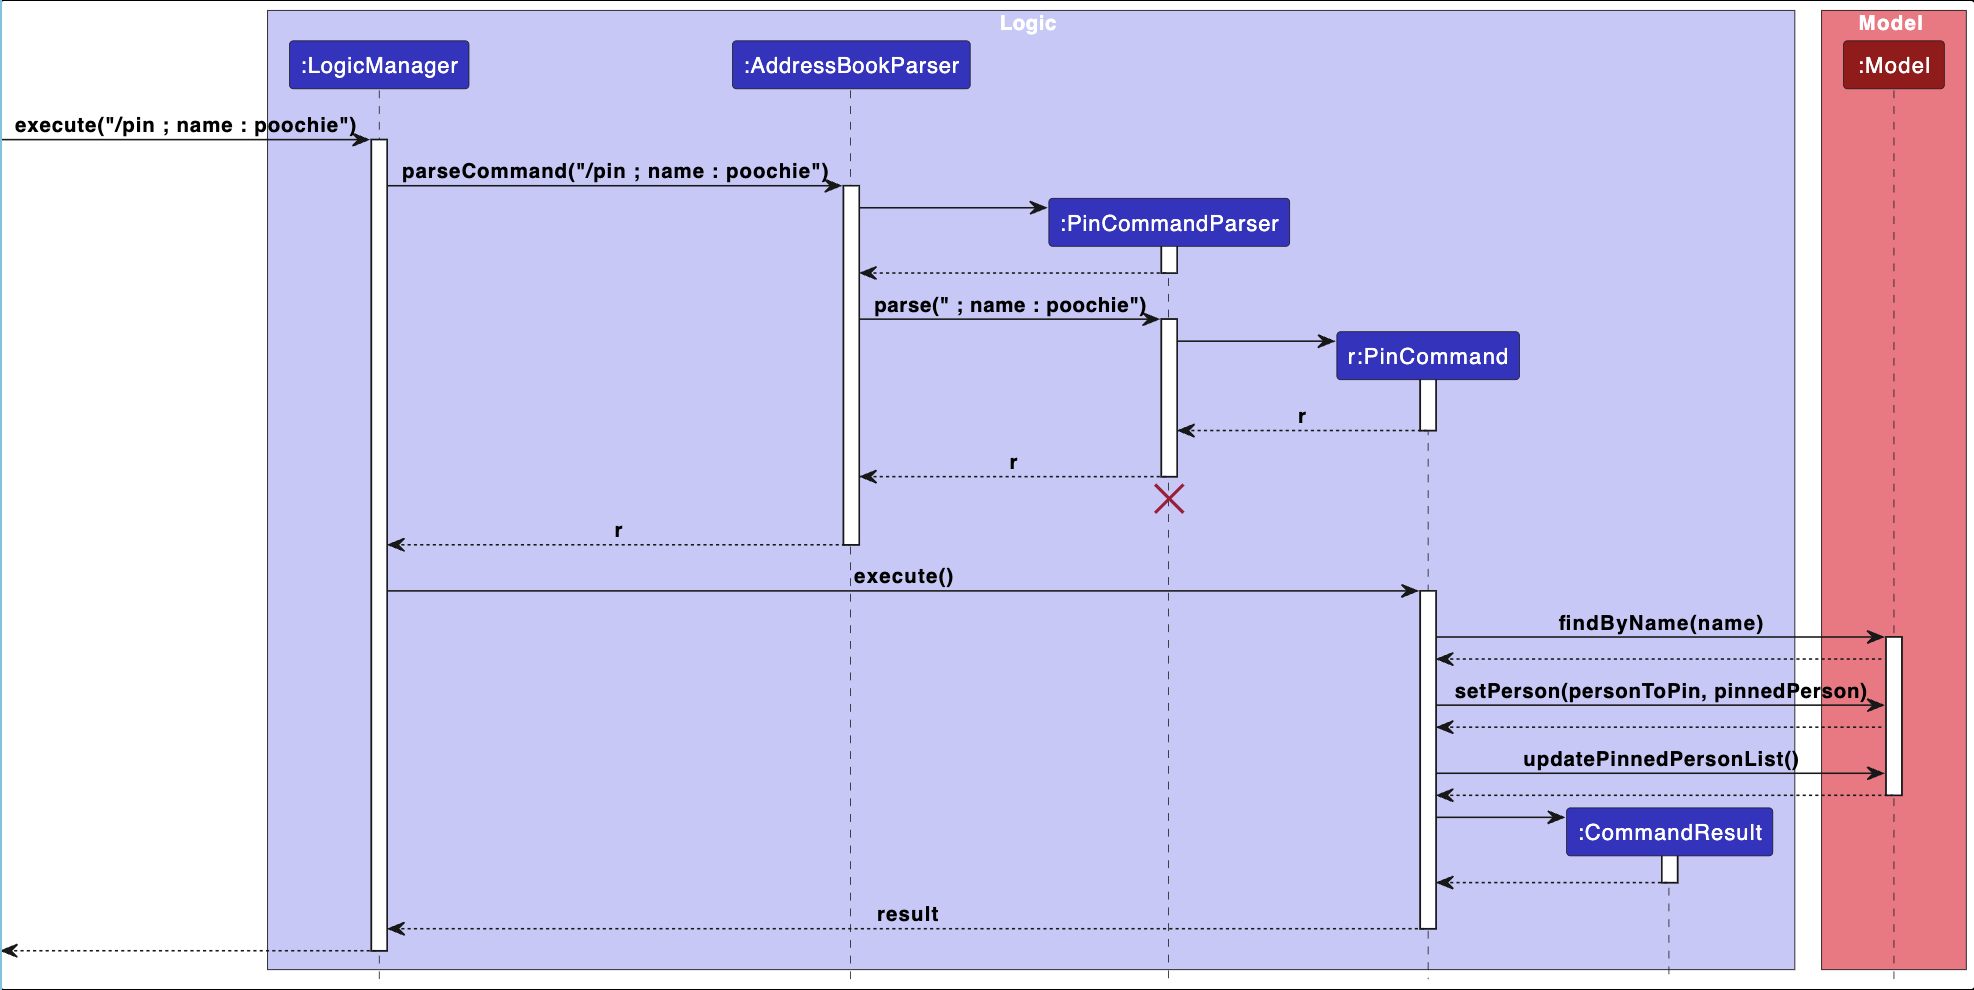 Logic
Model
:LogicManager
:AddressBookParser
:Model
execute("/pin ; name : poochie")
parseCommand("/pin ; name : poochie")
:PinCommandParser
parse(" ; name : poochie")
r:PinCommand
r
r
r
execute()
findByName(name)
setPerson(personToPin, pinnedPerson)
updatePinnedPersonList()
:CommandResult
result